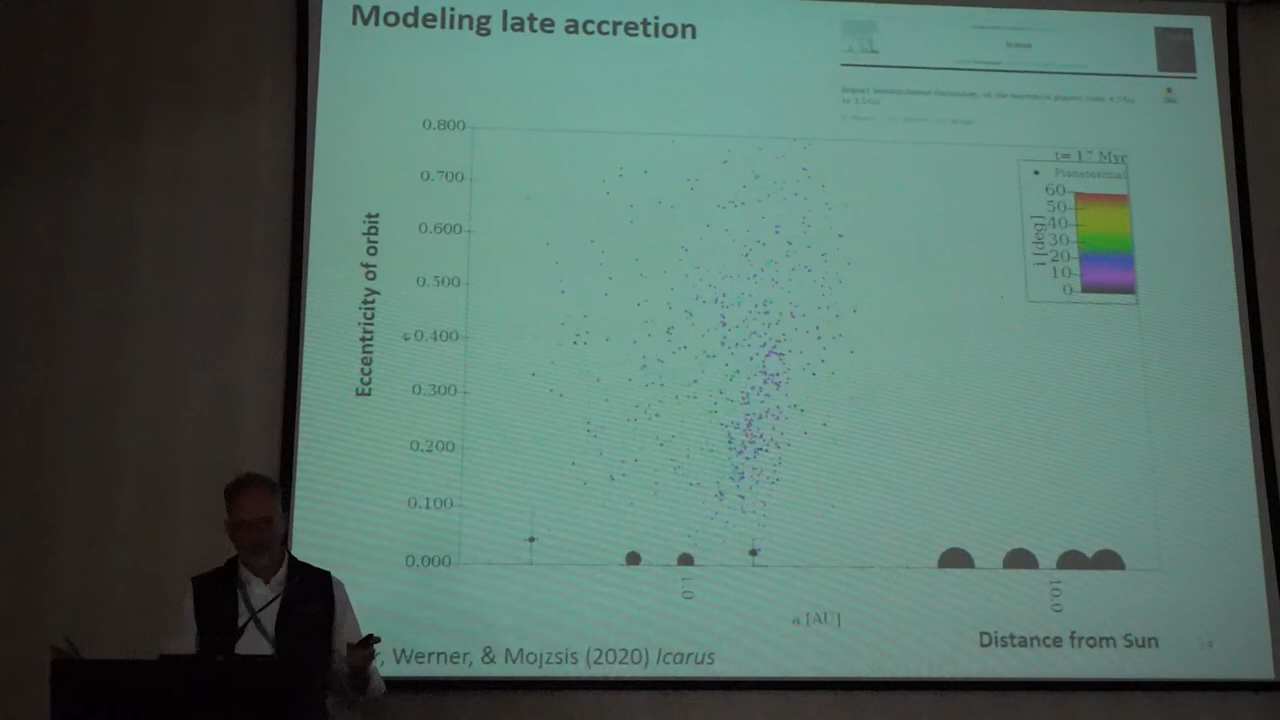 Modeling late accretion
Icarus
t= 17 Myr
Planetesimal
60
50
40
30
20
10
0
i [deg]
Eccentricity of orbit
e
0.800
0.700
0.600
0.500
0.400
0.300
0.200
0.100
0.000
1.0
10.0
a [AU]
Distance from Sun
, Werner, & Mojzsis (2020) Icarus